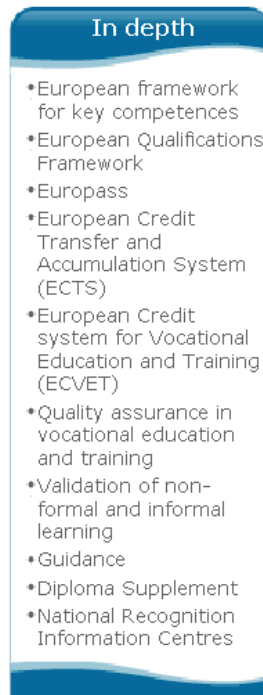 In depth
•European framework
for key competences
•European Qualifications
Framework
•Europass
•European Credit
Transfer and
Accumulation System
(ECTS)
•European Credit
system for Vocational
Education and Training
(ECVET)
•Quality assurance in
vocational education
and training
•Validation of non-
formal and informal
learning
•Guidance
•Diploma Supplement
•National Recognition
Information Centres